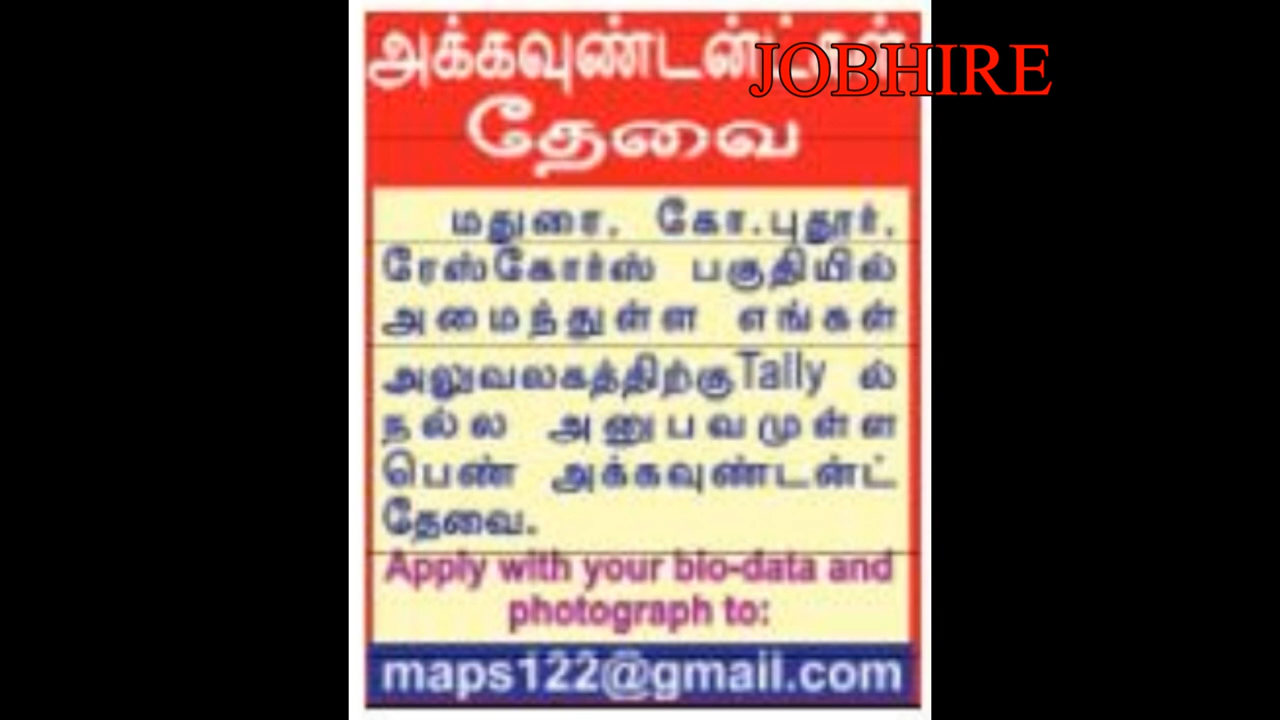 அக்கவுண்டன்ட்கள்
JOBHIRE
தேவை
மதுரை, கோ.புதூர்,
ரேஸ்கோர்ஸ் பகுதியில்
அமைந்துள்ள எங்கள்
அலுவலகத்திற்கு Tally ல்
நல்ல அனுபவமுள்ள
பெண் அக்கவுண்டன்ட்
தேவை.
Apply with your bio-data and
photograph to:
maps122@gmail.com